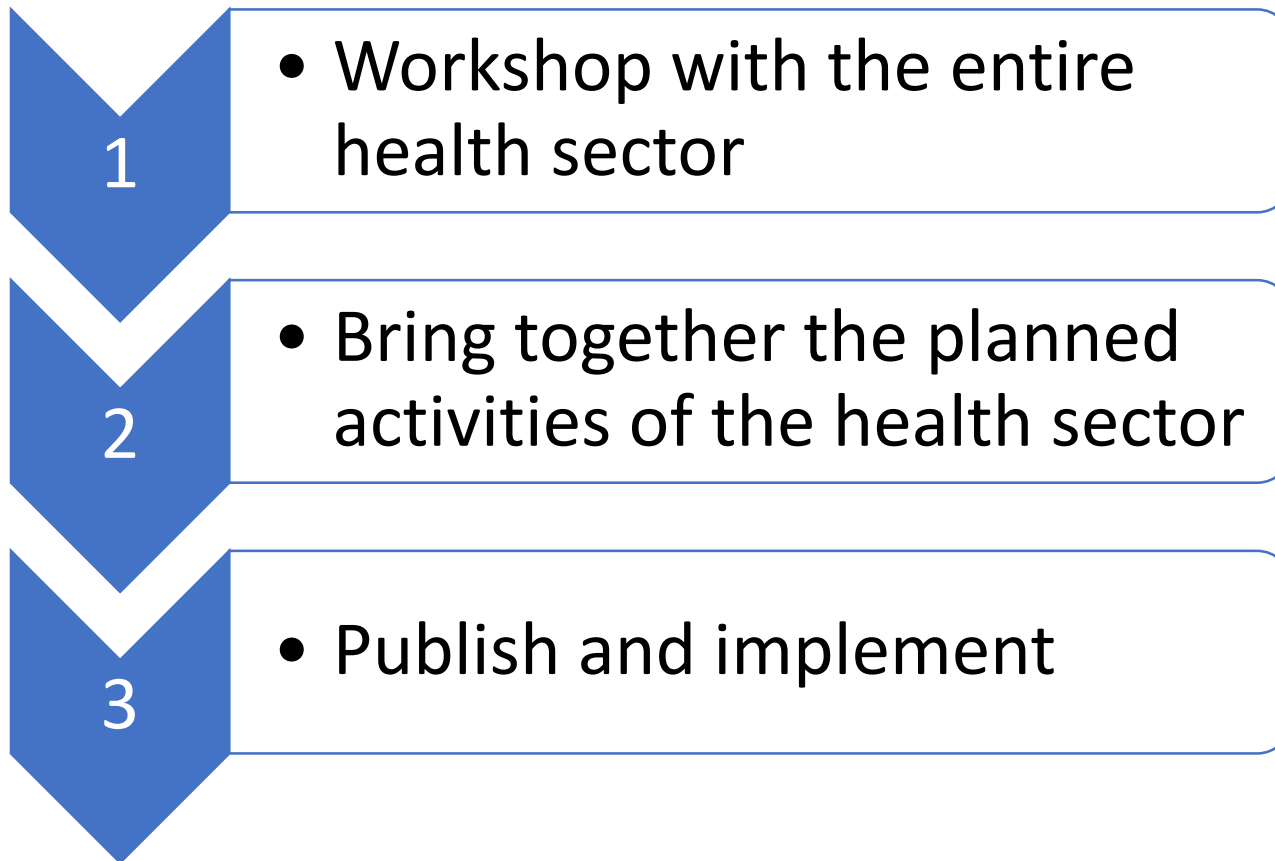 1
• Workshop with the entire
health sector
2
• Bring together the planned
activities of the health sector
3
• Publish and implement